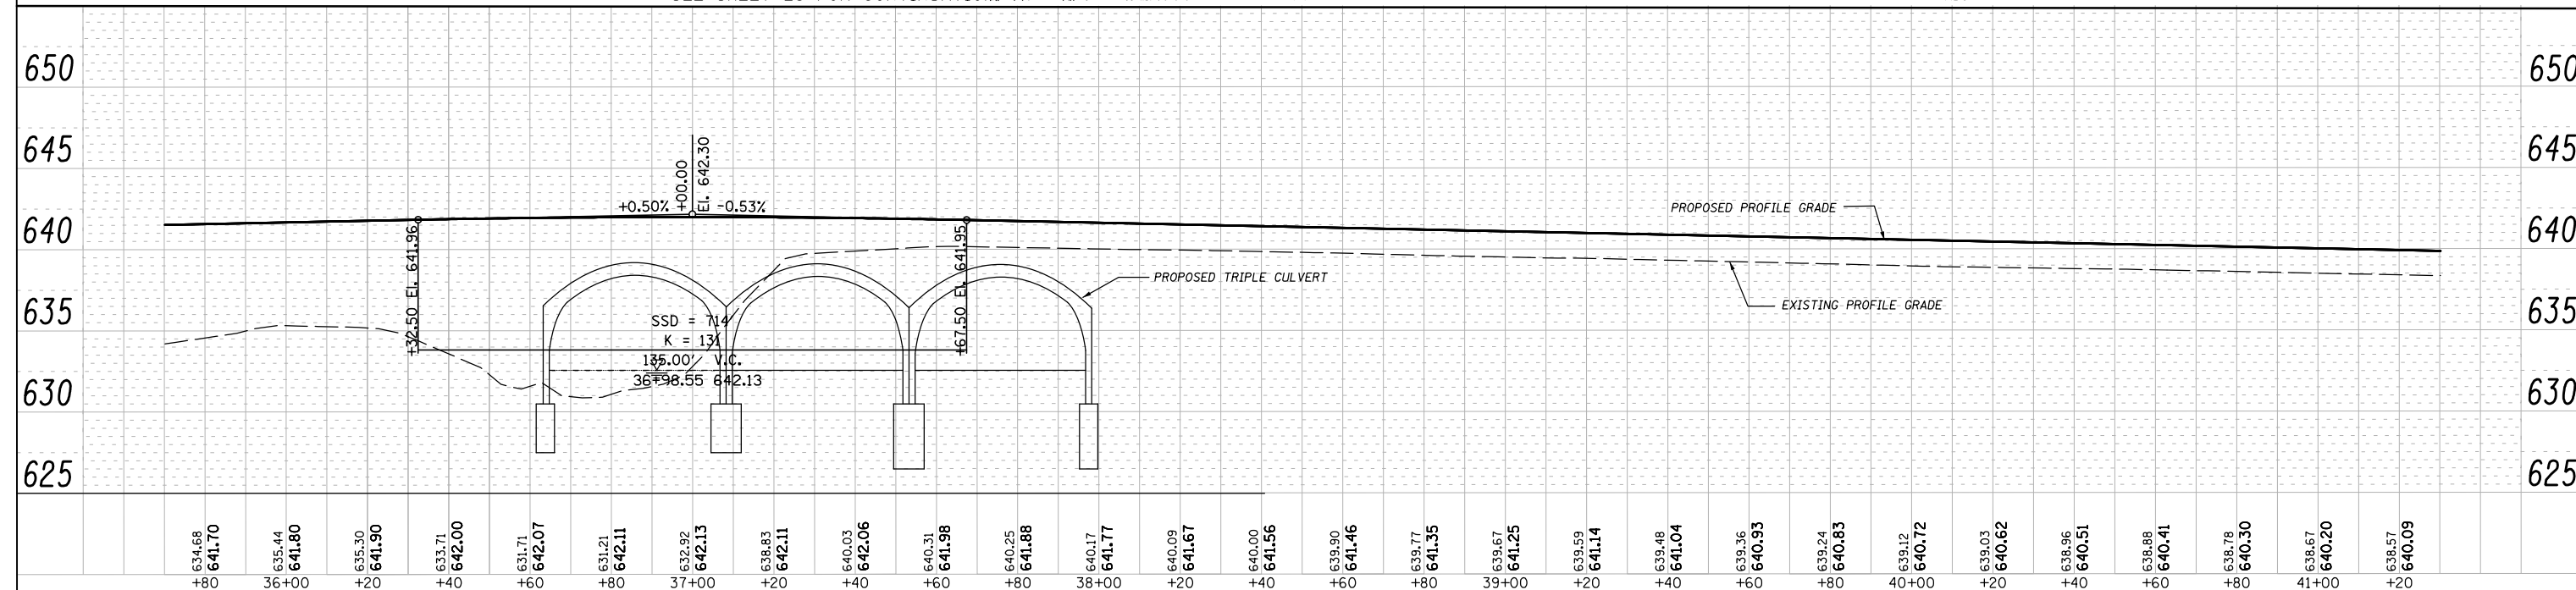 650 650
645 645
+00.00
El. 642.30
+0.50% -0.53%
PROPOSED PROFILE GRADE
640 640
+32.50 El. 641.96
+67.50 El. 641.95
PROPOSED TRIPLE CULVERT
EXISTING PROFILE GRADE
635 635
SSD = 714'
K = 131
135.00' V.C.
36+98.55 642.13
630 630
625 625
634.68 635.44 635.30 633.71 631.71 631.21 632.92 638.83 640.03 640.31 640.25 640.17 640.09 640.00 639.90 639.77 639.67 639.59 639.48 639.36 639.24 639.12 639.03 638.96 638.88 638.78 638.67 638.57
641.70 641.80 641.90 642.00 642.07 642.11 642.13 642.11 642.06 641.98 641.88 641.77 641.67 641.56 641.46 641.35 641.25 641.14 641.04 640.93 640.83 640.72 640.62 640.51 640.41 640.30 640.20 640.09
+80 36+00 +20 +40 +60 +80 37+00 +20 +40 +60 +80 38+00 +20 +40 +60 +80 39+00 +20 +40 +60 +80 40+00 +20 +40 +60 +80 41+00 +20